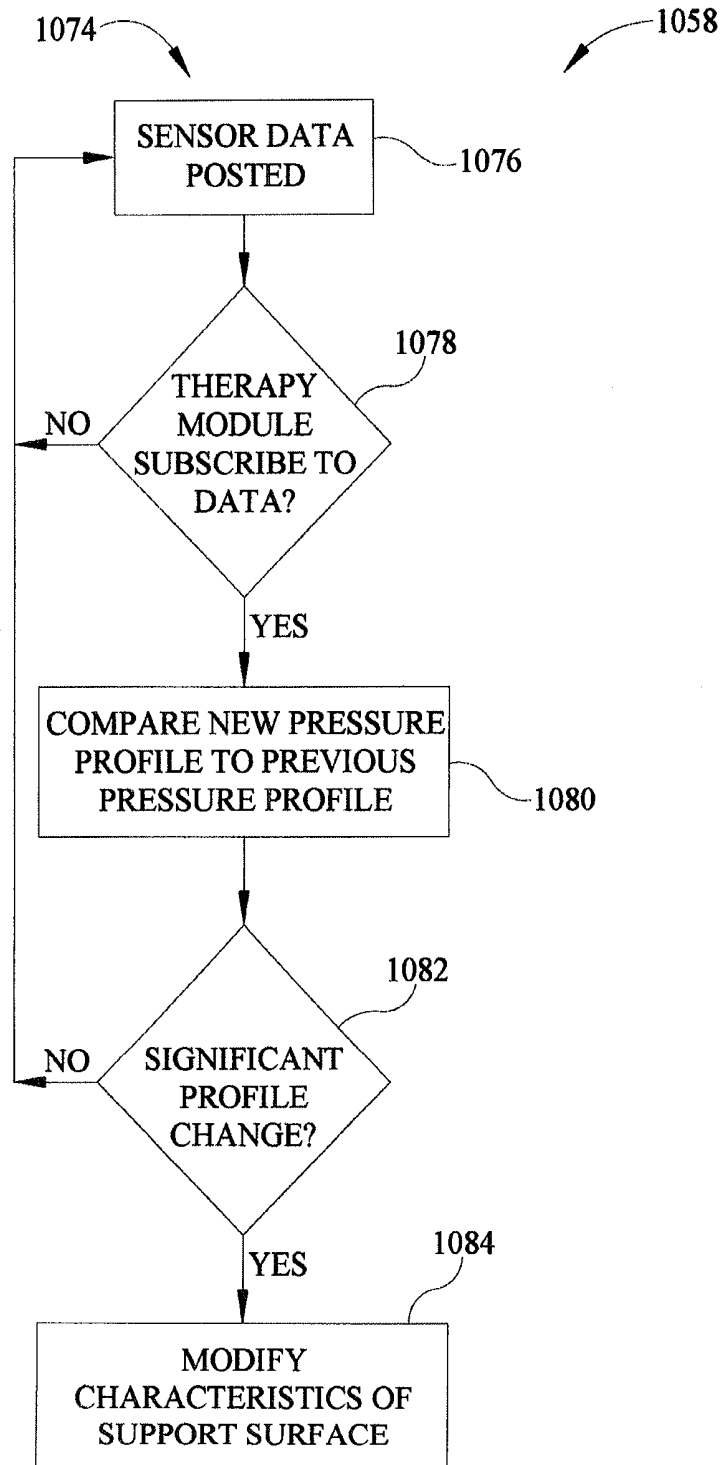 1074
1058
SENSOR DATA
POSTED
1076
1078
THERAPY
MODULE
SUBSCRIBE TO
DATA?
NO
YES
COMPARE NEW PRESSURE
PROFILE TO PREVIOUS
PRESSURE PROFILE
1080
1082
SIGNIFICANT
PROFILE
CHANGE?
NO
YES
1084
MODIFY
CHARACTERISTICS OF
SUPPORT SURFACE